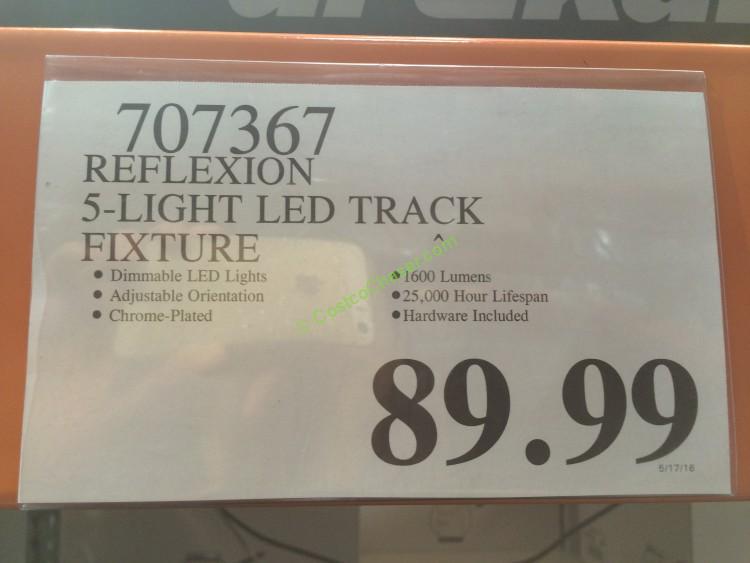 707367
REFLEXION
5-LIGHT LED TRACK
FIXTURE
• Dimmable LED Lights
• Adjustable Orientation
• Chrome-Plated
• 1600 Lumens
• 25,000 Hour Lifespan
• Hardware Included
© CostcoChaser.com
89.99
5/17/16